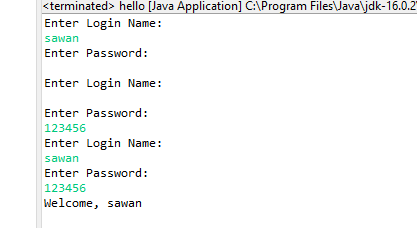 <terminated> hello [Java Application] C:\Program Files\Java\jdk-16.0.2\
Enter Login Name:
sawan
Enter Password:
Enter Login Name:
Enter Password:
123456
Enter Login Name:
sawan
Enter Password:
123456
Welcome, sawan